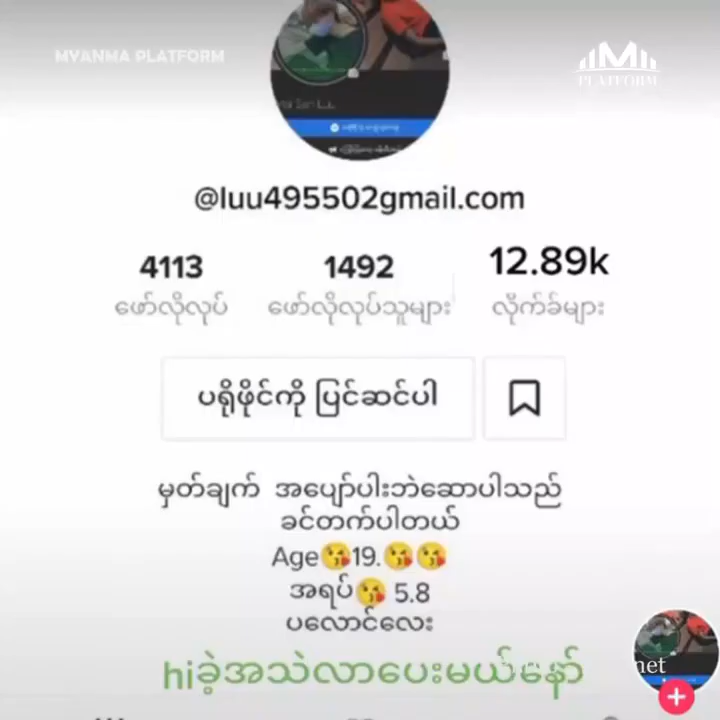 MYANMA PLATFORM
M
PLATFORM
@luu495502gmail.com
4113 1492 12.89k
ဖော်လိုလုပ် ဖော်လိုလုပ်သူများ လိုက်ခ်များ
ပရိုဖိုင်ကို ပြင်ဆင်ပါ
မှတ်ချက် အပျော်ပါးဘဲဆောပါသည်
ခင်တက်ပါတယ်
Age😘19.😘😘
အရပ်😘 5.8
ပလောင်လေး
hiခဲ့အသဲလာပေးမယ်နော်
net